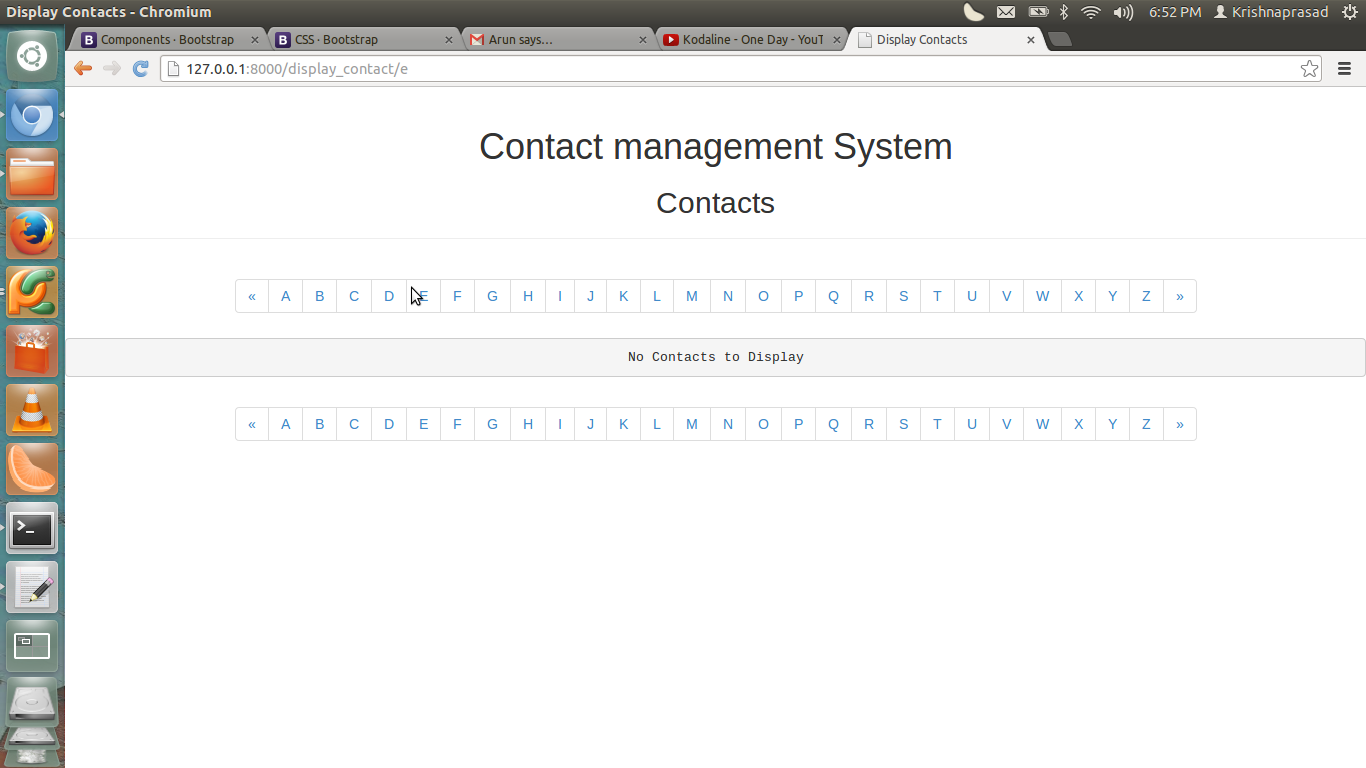 Display Contacts - Chromium
6:52 PM Krishnaprasad
Components · Bootstrap
CSS · Bootstrap
Arun says...
Kodaline - One Day - YouT
Display Contacts
127.0.0.1:8000/display_contact/e
Contact management System
Contacts
« A B C D E F G H I J K L M N O P Q R S T U V W X Y Z »
No Contacts to Display
« A B C D E F G H I J K L M N O P Q R S T U V W X Y Z »